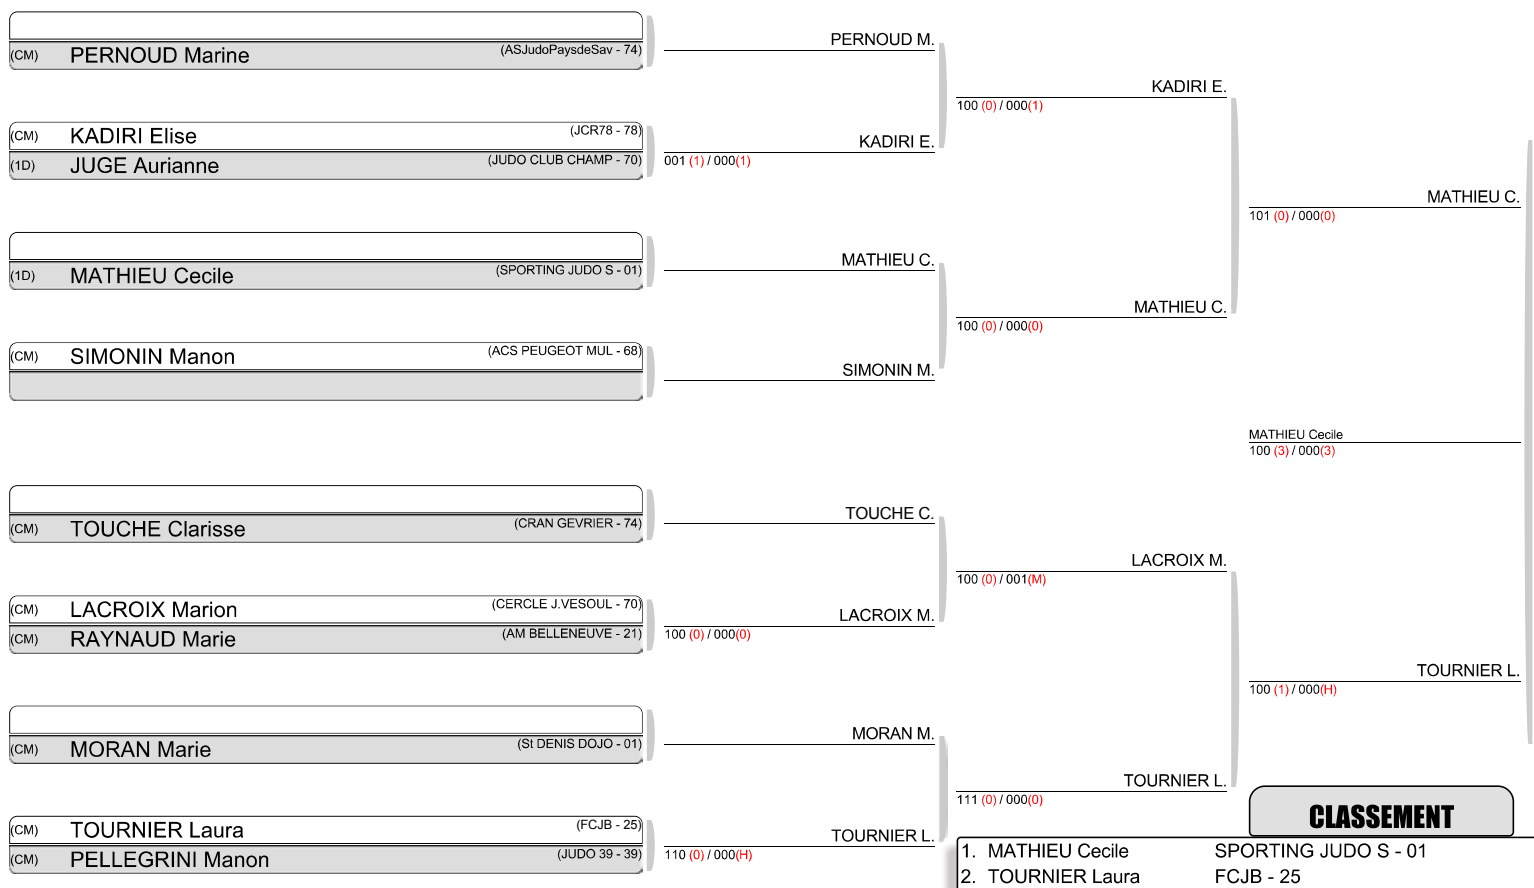 (CM) PERNOUD Marine (ASJudoPaysdeSav - 74)
(CM) KADIRI Elise (JCR78 - 78)
(1D) JUGE Aurianne (JUDO CLUB CHAMP - 70)
(1D) MATHIEU Cecile (SPORTING JUDO S - 01)
(CM) SIMONIN Manon (ACS PEUGEOT MUL - 68)
(CM) TOUCHE Clarisse (CRAN GEVRIER - 74)
(CM) LACROIX Marion (CERCLE J.VESOUL - 70)
(CM) RAYNAUD Marie (AM BELLENEUVE - 21)
(CM) MORAN Marie (St DENIS DOJO - 01)
(CM) TOURNIER Laura (FCJB - 25)
(CM) PELLEGRINI Manon (JUDO 39 - 39)
PERNOUD M.
KADIRI E.
001 (1) / 000(1)
MATHIEU C.
SIMONIN M.
TOUCHE C.
LACROIX M.
100 (0) / 000(0)
MORAN M.
TOURNIER L.
110 (0) / 000(H)
KADIRI E.
100 (0) / 000(1)
MATHIEU C.
100 (0) / 000(0)
LACROIX M.
100 (0) / 001(M)
TOURNIER L.
111 (0) / 000(0)
MATHIEU C.
101 (0) / 000(0)
MATHIEU Cecile
100 (3) / 000(3)
TOURNIER L.
100 (1) / 000(H)
CLASSEMENT
1. MATHIEU Cecile SPORTING JUDO S - 01
2. TOURNIER Laura FCJB - 25